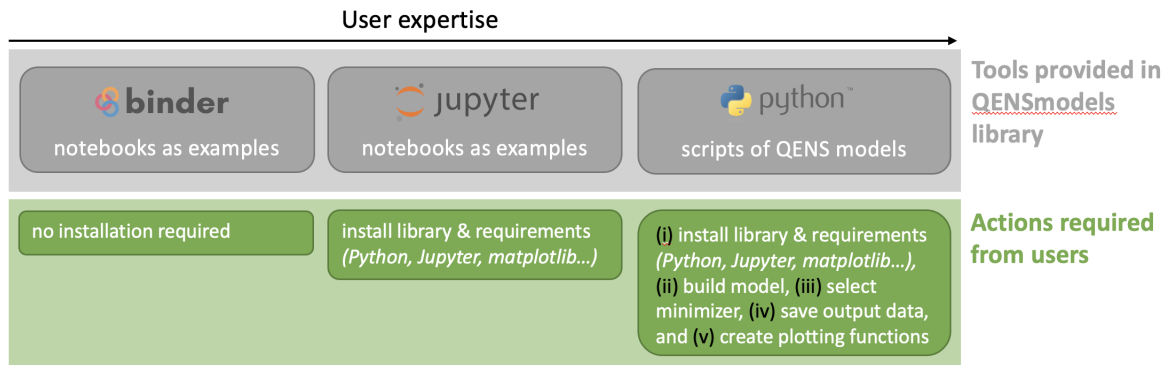 User expertise
binder
notebooks as examples
jupyter
notebooks as examples
python™
scripts of QENS models
Tools provided in
QENSmodels
library
no installation required
install library & requirements
(Python, Jupyter, matplotlib...)
(i) install library & requirements
(Python, Jupyter, matplotlib...),
(ii) build model, (iii) select
minimizer, (iv) save output data,
and (v) create plotting functions
Actions required
from users